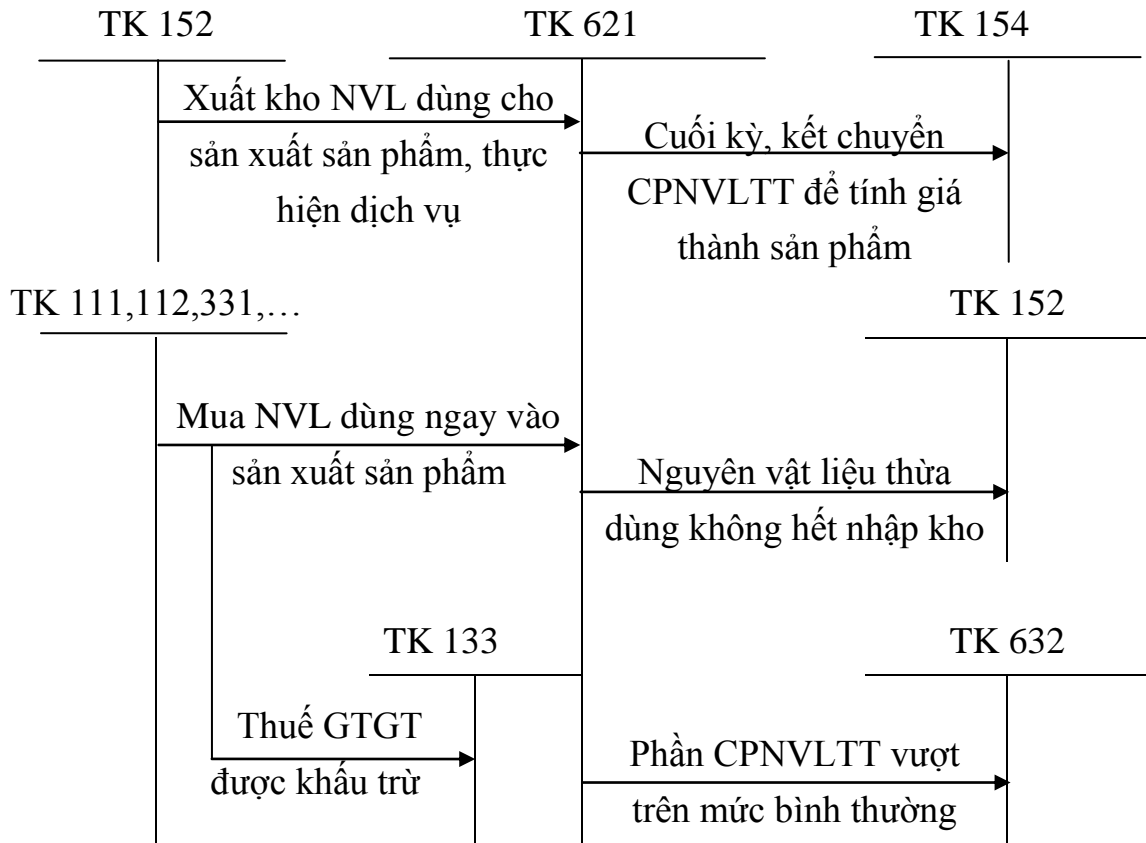 TK 152
TK 621
TK 154
Xuất kho NVL dùng cho
sản xuất sản phẩm, thực
hiện dịch vụ
Cuối kỳ, kết chuyển
CPNVLTT để tính giá
thành sản phẩm
TK 111,112,331,…
TK 152
Mua NVL dùng ngay vào
sản xuất sản phẩm
Nguyên vật liệu thừa
dùng không hết nhập kho
TK 133
TK 632
Thuế GTGT
được khấu trừ
Phần CPNVLTT vượt
trên mức bình thường